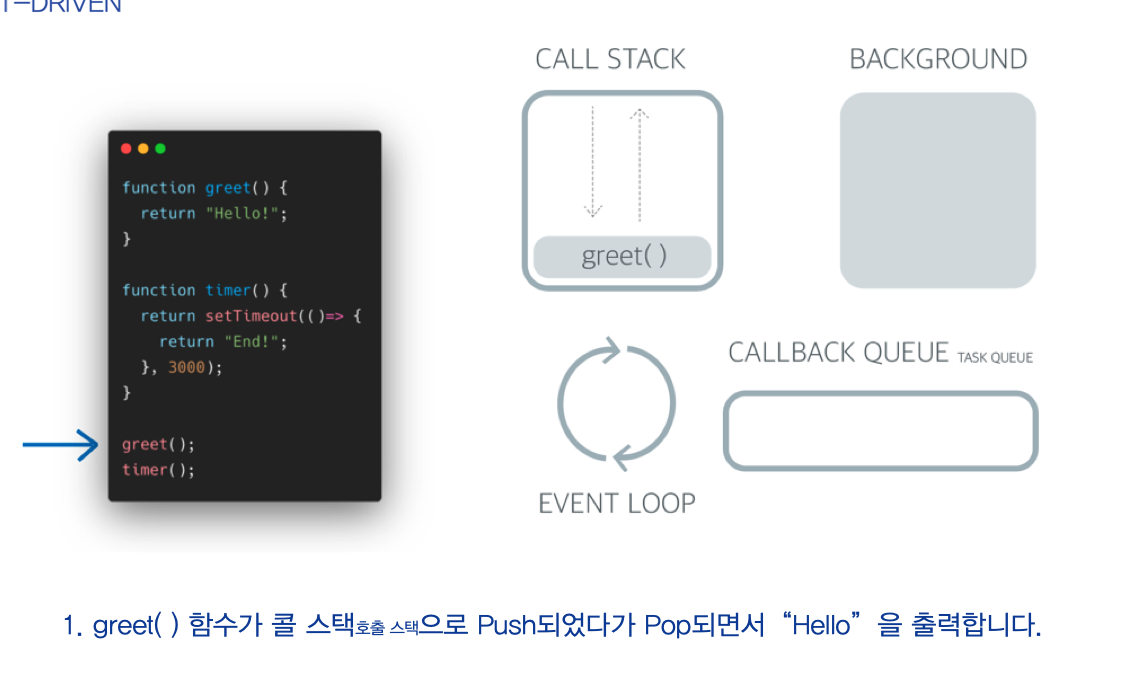 T-DRIVEN
CALL STACK
BACKGROUND
function greet() {
return "Hello!";
}
function timer() {
return setTimeout(()=> {
return "End!";
}, 3000);
}
greet();
timer();
greet( )
CALLBACK QUEUE TASK QUEUE
EVENT LOOP
1. greet( ) 함수가 콜 스택호출 스택으로 Push되었다가 Pop되면서 “Hello” 을 출력합니다.